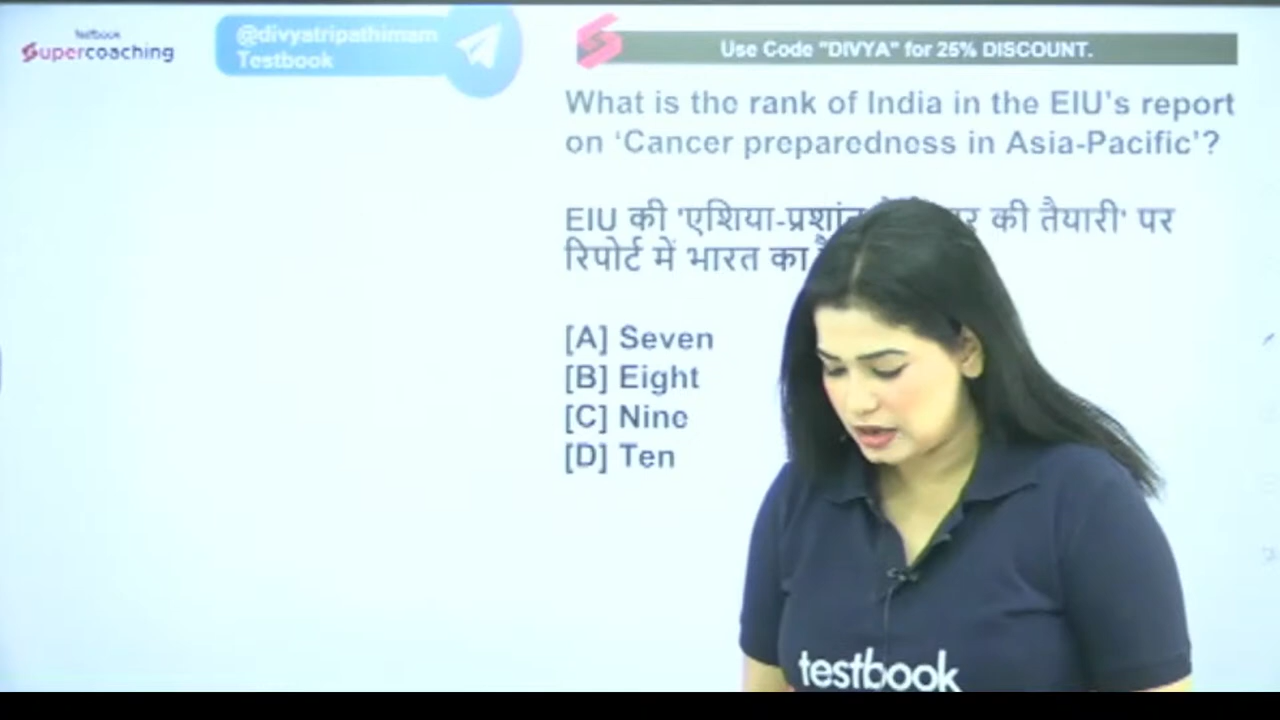 testbook
Supercoaching
@divyatripathimam
Testbook
Use Code "DIVYA" for 25% DISCOUNT.
What is the rank of India in the EIU's report
on ‘Cancer preparedness in Asia-Pacific’?
EIU की 'एशिया-प्रशांत की तैयारी' पर
रिपोर्ट में भारत का
[A] Seven
[B] Eight
[C] Nine
[D] Ten
testbook